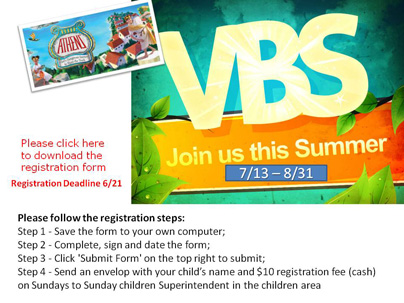 ATHENS
VBS
Join us this Summer
7/13 – 8/31
Please click here
to download the
registration form
Registration Deadline 6/21
Please follow the registration steps:
Step 1 - Save the form to your own computer;
Step 2 - Complete, sign and date the form;
Step 3 - Click 'Submit Form' on the top right to submit;
Step 4 - Send an envelop with your child's name and $10 registration fee (cash)
on Sundays to Sunday children Superintendent in the children area